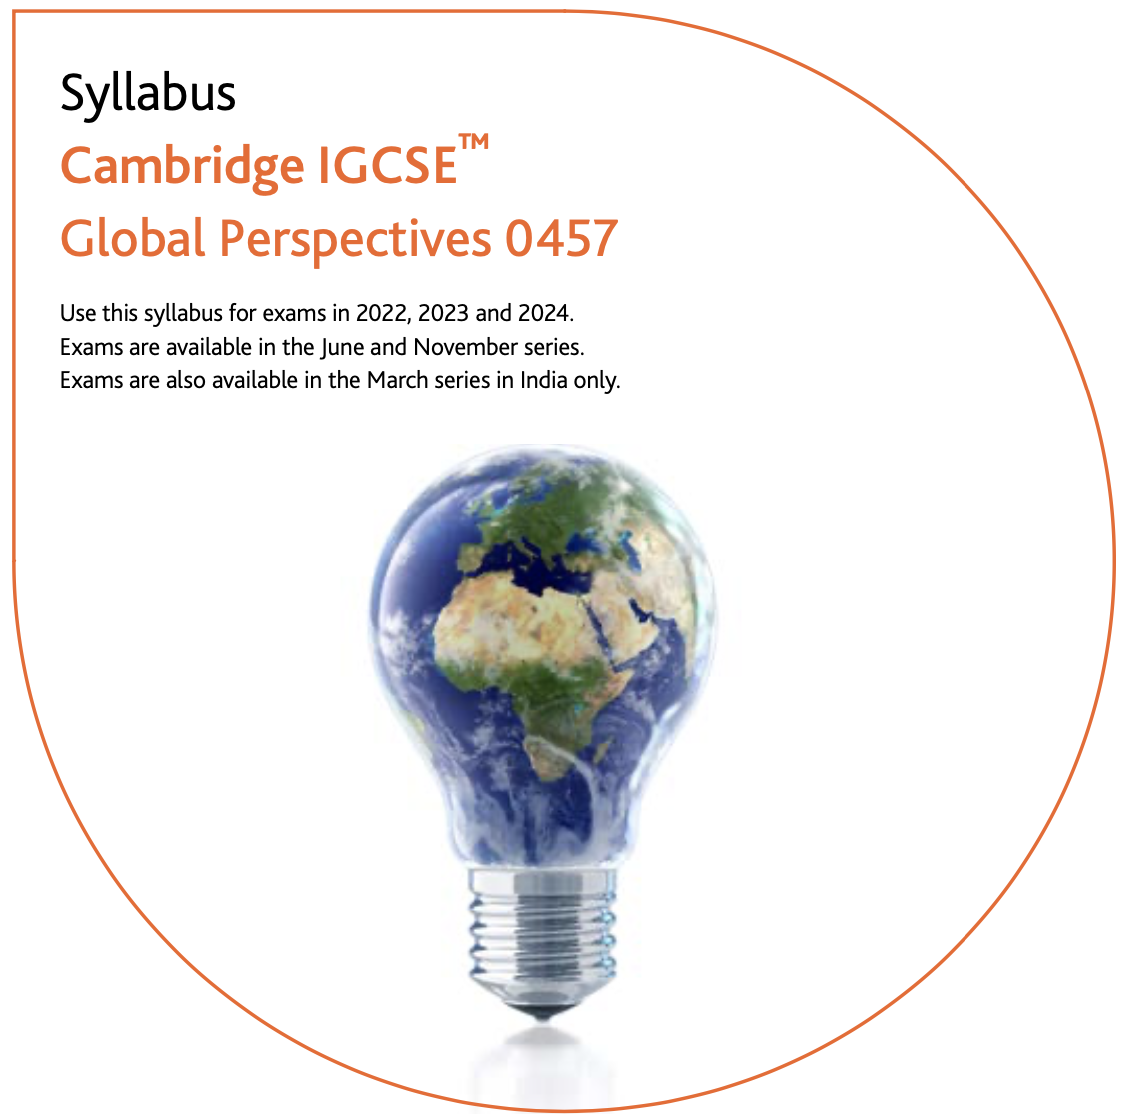 Syllabus
Cambridge IGCSE™
Global Perspectives 0457
Use this syllabus for exams in 2022, 2023 and 2024.
Exams are available in the June and November series.
Exams are also available in the March series in India only.